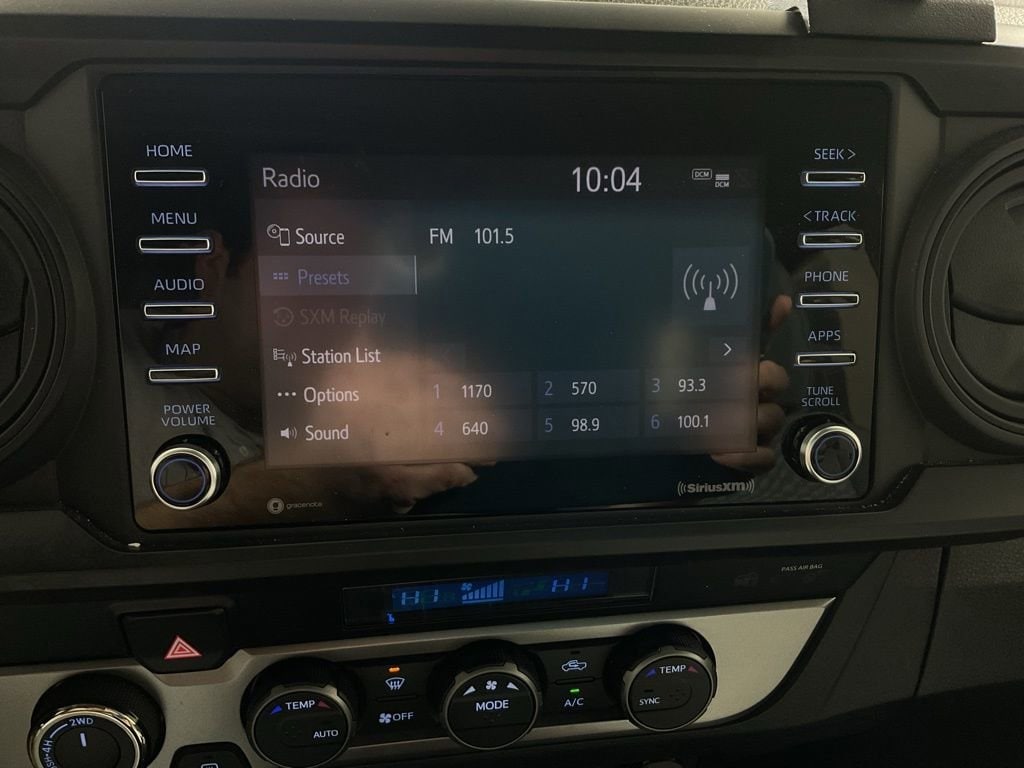 HOME
MENU
AUDIO
MAP
POWER
VOLUME
Radio
10:04
DCM
DCM
Source
FM 101.5
Presets
SXM Replay
Station List
Options
Sound
1 1170
2 570
3 93.3
4 640
5 98.9
6 100.1
SEEK >
< TRACK
PHONE
APPS
TUNE
SCROLL
gracenote
((SiriusXM))
HI
HI
PASS AIR BAG
2WD
TEMP
AUTO
OFF
MODE
A/C
TEMP
SYNC